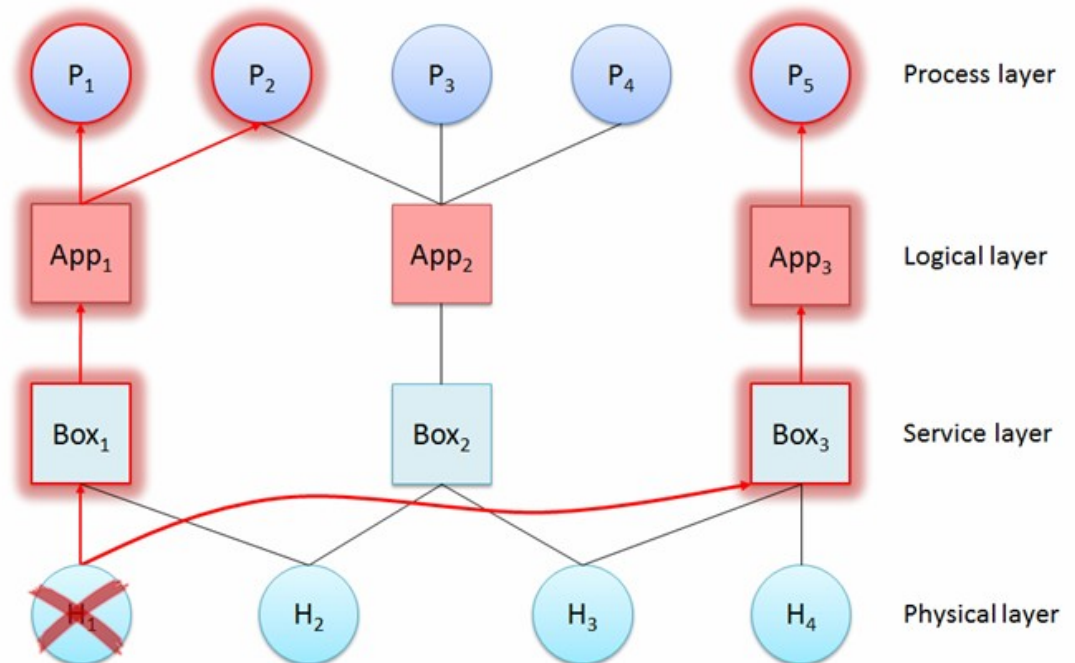 P₁ P₂ P₃ P₄ P₅ Process layer
App₁ App₂ App₃ Logical layer
Box₁ Box₂ Box₃ Service layer
H₁ H₂ H₃ H₄ Physical layer